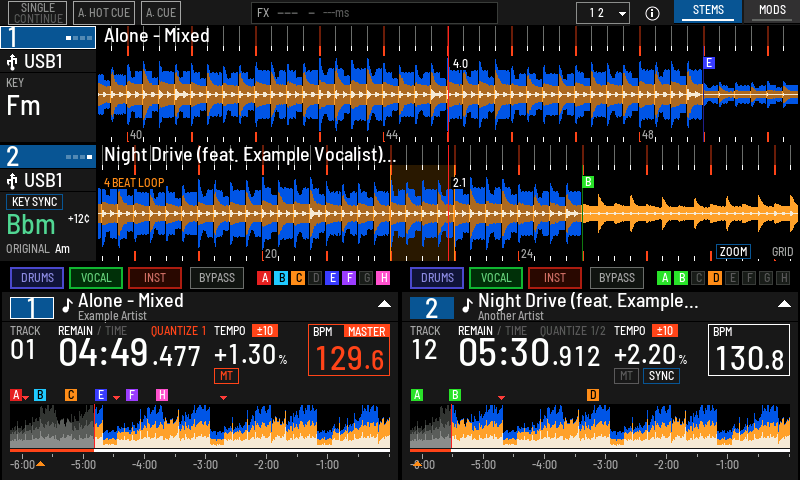 SINGLE
CONTINUE
A. HOT CUE
A. CUE
FX --- - ---ms
1 2
STEMS
MODS
1
Alone - Mixed
USB1
4.0
E
KEY
Fm
40
44
48
2
Night Drive (feat. Example Vocalist)...
USB1
4 BEAT LOOP
2.1
B
KEY SYNC
Bbm
+12¢
ORIGINAL Am
20
24
ZOOM
GRID
DRUMS VOCAL INST BYPASS A B C D E F G H
DRUMS VOCAL INST BYPASS A B C D E F G H
1
Alone - Mixed
Example Artist
TRACK
01
REMAIN / TIME
QUANTIZE 1
04:49.477
TEMPO ±10
+1.30%
MT
BPM MASTER
129.6
A B C E F H
-6:00 -5:00 -4:00 -3:00 -2:00 -1:00
2
Night Drive (feat. Example...
Another Artist
TRACK
12
REMAIN / TIME
QUANTIZE 1/2
05:30.912
TEMPO ±10
+2.20%
MT SYNC
BPM
130.8
A B D
-5:00 -4:00 -3:00 -2:00 -1:00